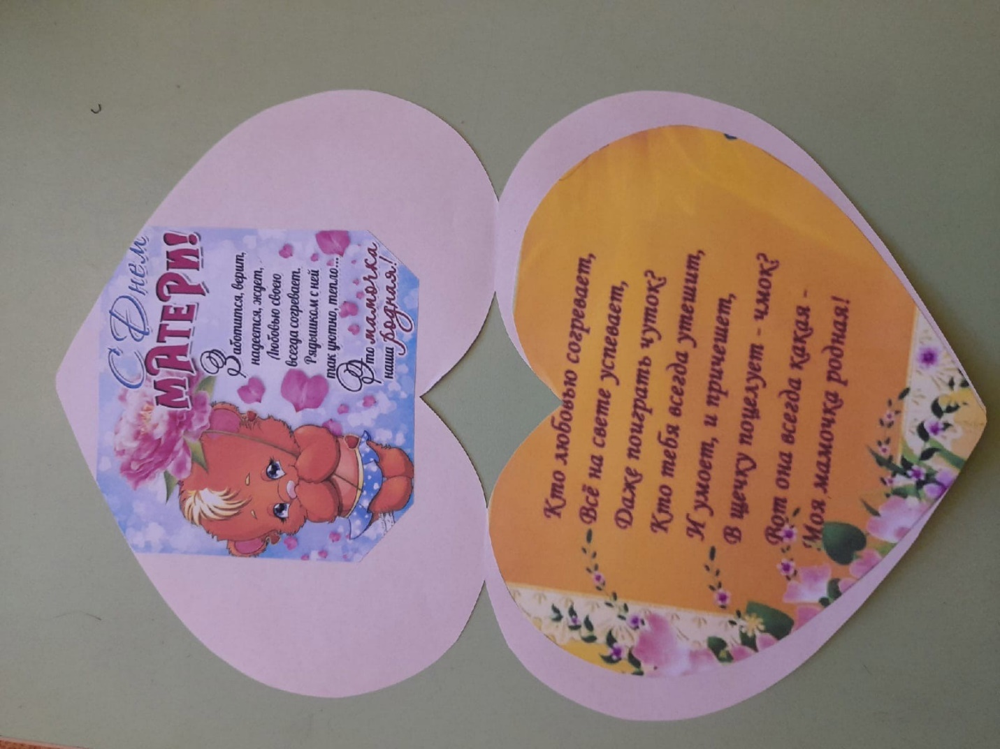 С Днем
МАТЕРИ!
Заботится, верит,
надеется, ждет,
Любовью своею
всегда согревает.
Рядышком с ней
так уютно, тепло...
Это мамочка
наша родная!
Кто любовью согревает,
Всё на свете успевает,
Даже поиграть чуток?
Кто тебя всегда утешит,
И умоет, и причешет,
В щечку поцелует - чмок?
Вот она всегда какая -
Моя мамочка родная!